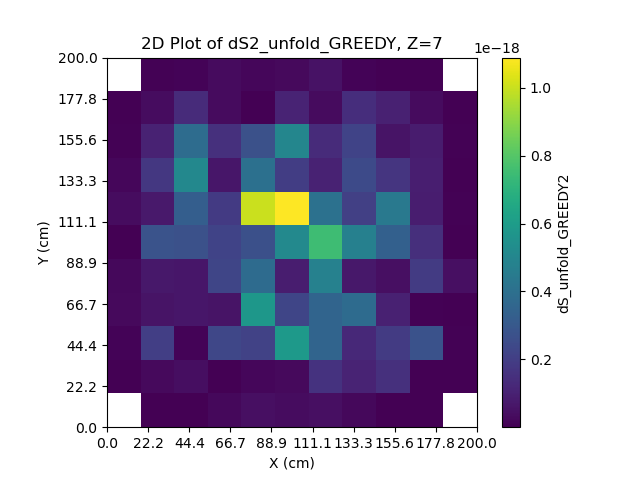 2D Plot of dS2_unfold_GREEDY, Z=7
1e−18
200.0
177.8
155.6
133.3
111.1
88.9
66.7
44.4
22.2
0.0
Y (cm)
0.0 22.2 44.4 66.7 88.9 111.1 133.3 155.6 177.8 200.0
X (cm)
1.0
0.8
0.6
0.4
0.2
dS_unfold_GREEDY2